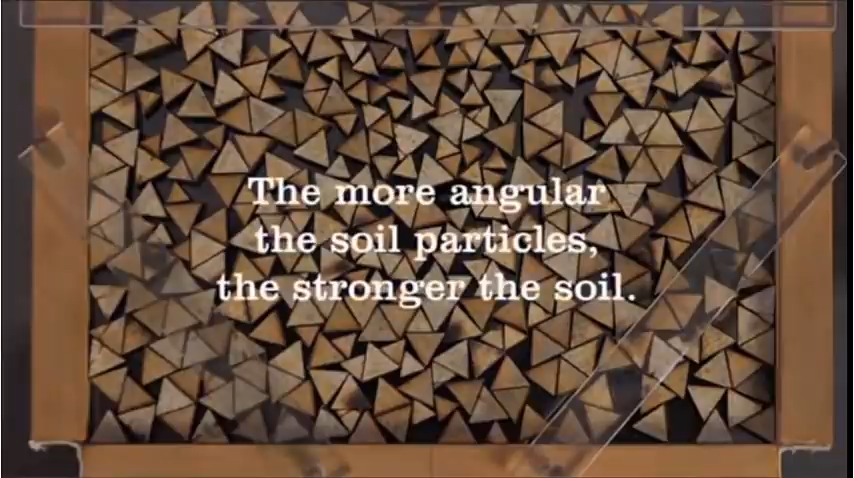 The more angular
the soil particles,
the stronger the soil.